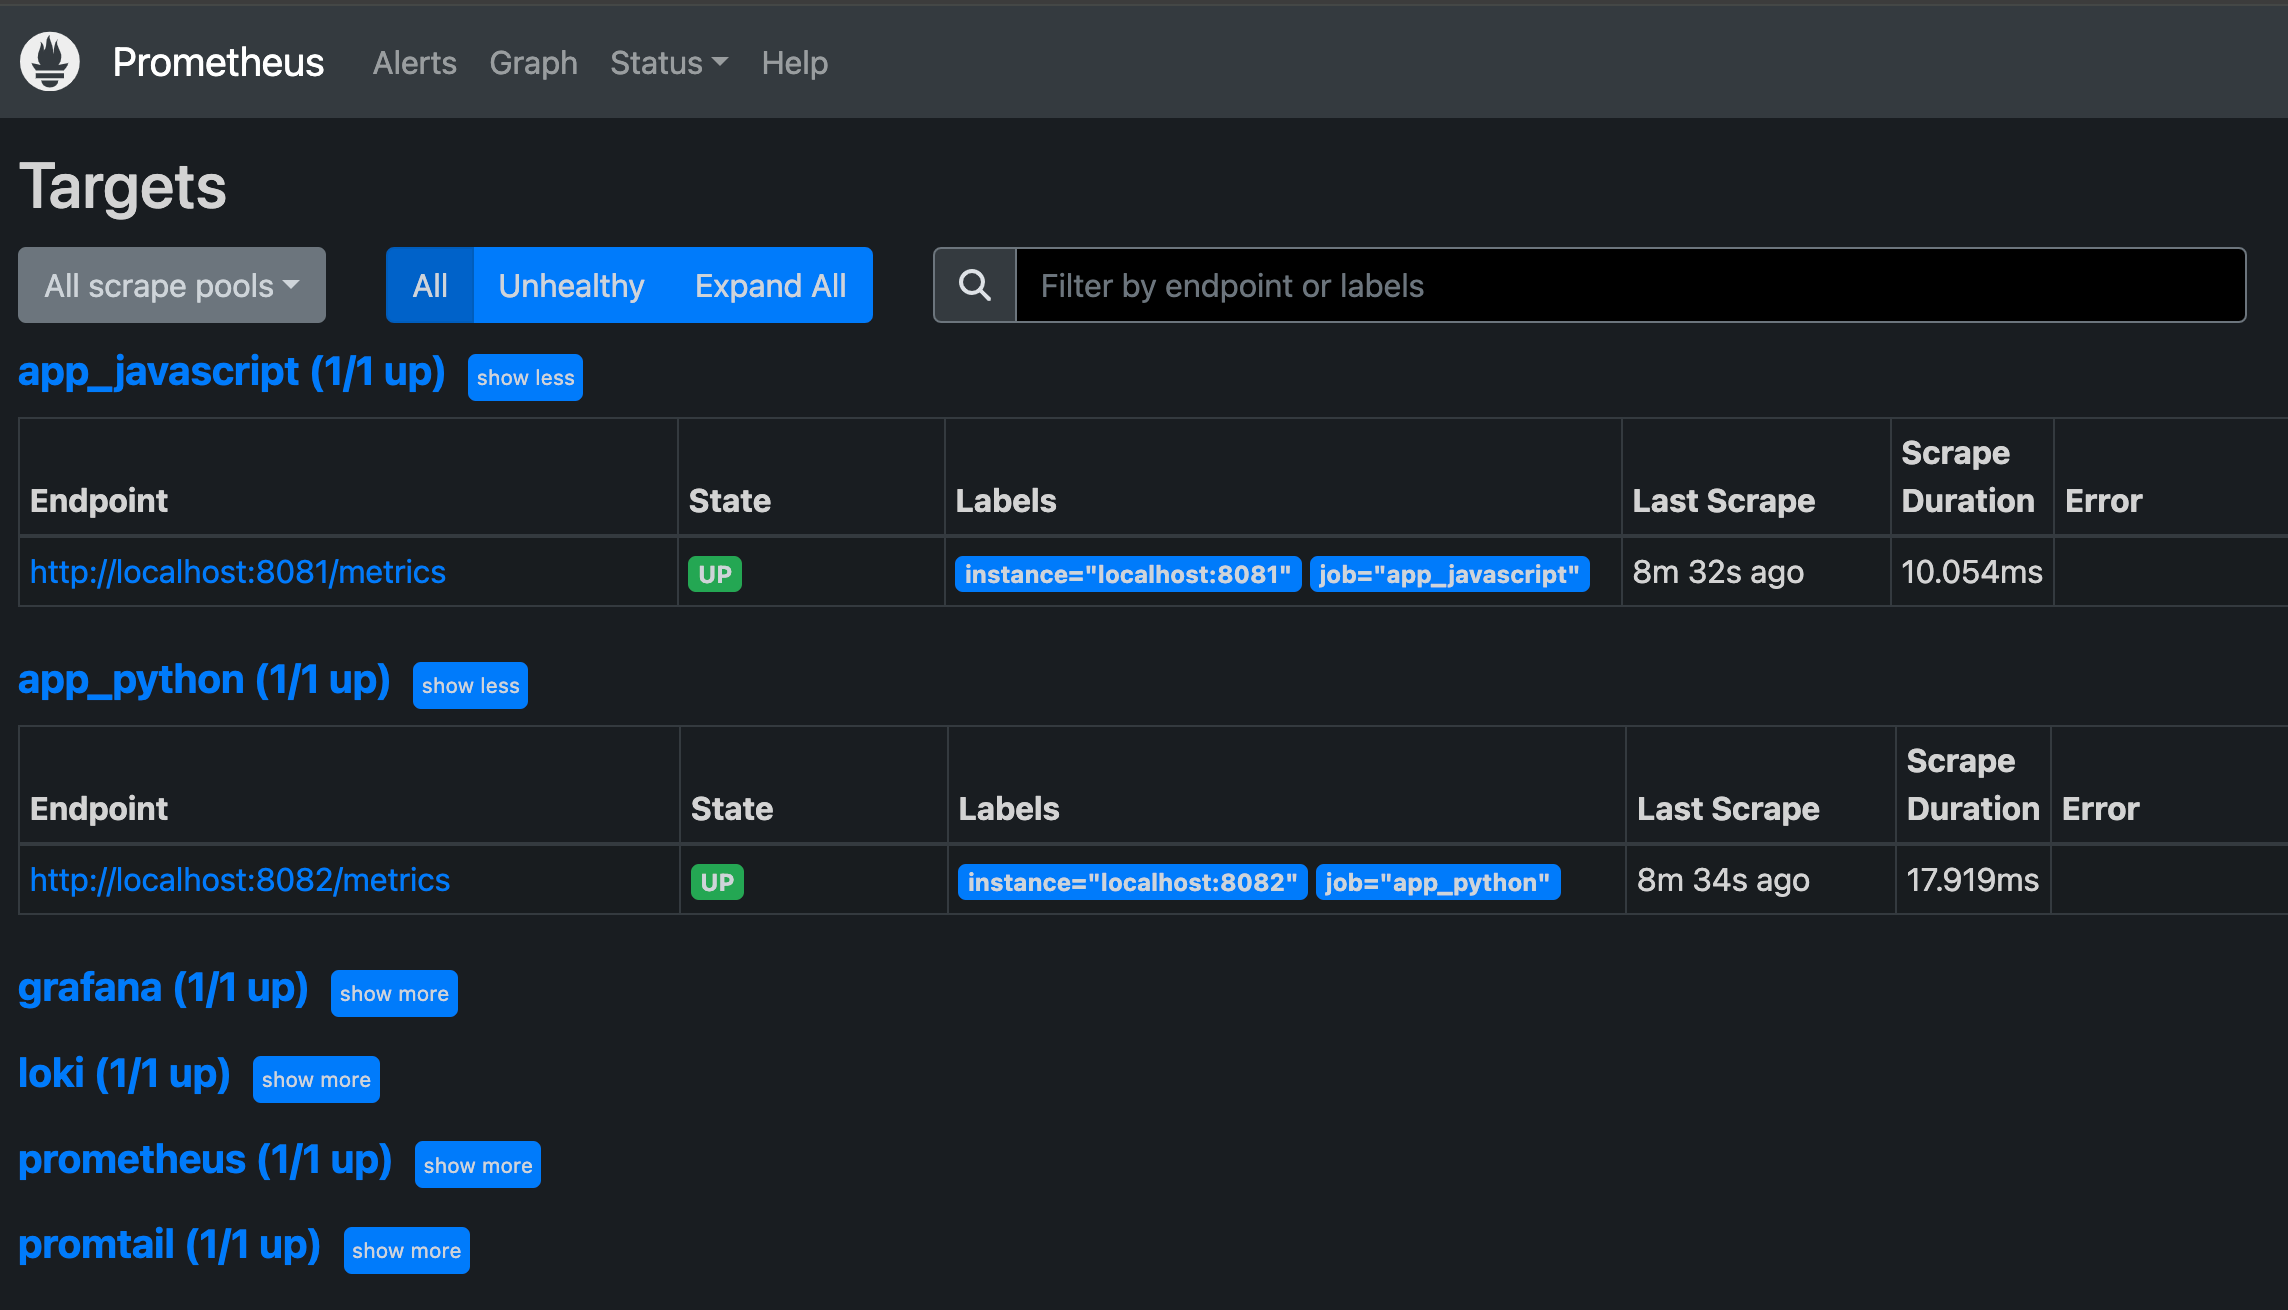 Prometheus Alerts Graph Status Help
Targets
All scrape pools All Unhealthy Expand All Filter by endpoint or labels
app_javascript (1/1 up) show less
Endpoint State Labels Last Scrape Scrape Duration Error
http://localhost:8081/metrics UP instance="localhost:8081" job="app_javascript" 8m 32s ago 10.054ms
app_python (1/1 up) show less
Endpoint State Labels Last Scrape Scrape Duration Error
http://localhost:8082/metrics UP instance="localhost:8082" job="app_python" 8m 34s ago 17.919ms
grafana (1/1 up) show more
loki (1/1 up) show more
prometheus (1/1 up) show more
promtail (1/1 up) show more